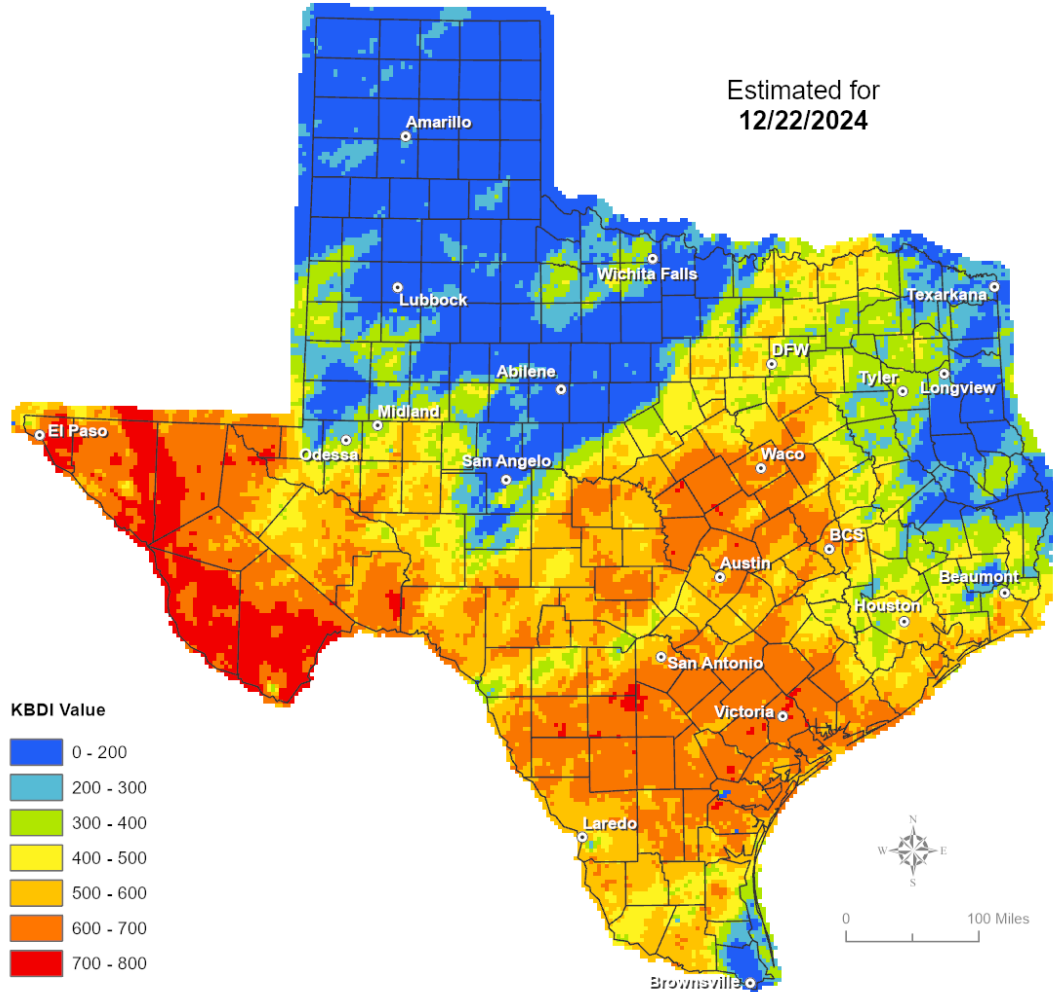 Estimated for
12/22/2024
Amarillo
Wichita Falls
Lubbock
Texarkana
DFW
Abilene
Tyler
Longview
Midland
El Paso
Odessa
San Angelo
Waco
BCS
Austin
Beaumont
Houston
San Antonio
Victoria
Laredo
Brownsville
KBDI Value
0 - 200
200 - 300
300 - 400
400 - 500
500 - 600
600 - 700
700 - 800
N
W E
S
0 100 Miles